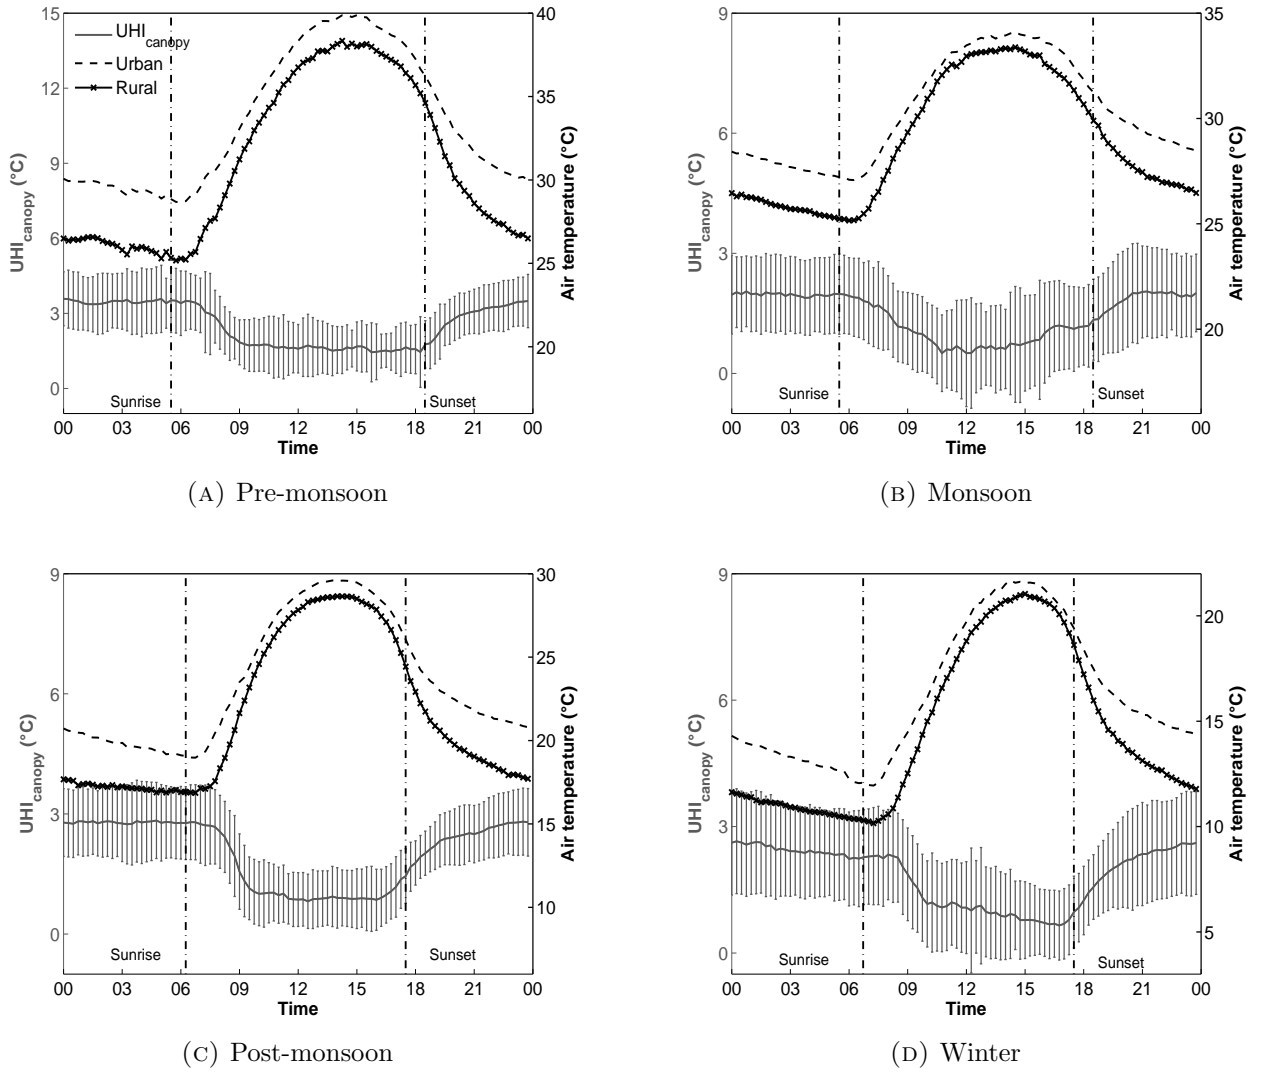 15
12
9
6
3
0
40
35
30
25
20
UHIcanopy
Urban
Rural
UHIcanopy (°C)
Air temperature (°C)
Sunrise
Sunset
00 03 06 09 12 15 18 21 00
Time
(A) Pre-monsoon
9
6
3
0
35
30
25
20
UHIcanopy (°C)
Air temperature (°C)
Sunrise
Sunset
00 03 06 09 12 15 18 21 00
Time
(B) Monsoon
9
6
3
0
30
25
20
15
10
UHIcanopy (°C)
Air temperature (°C)
Sunrise
Sunset
00 03 06 09 12 15 18 21 00
Time
(C) Post-monsoon
9
6
3
0
20
15
10
5
UHIcanopy (°C)
Air temperature (°C)
Sunrise
Sunset
00 03 06 09 12 15 18 21 00
Time
(D) Winter